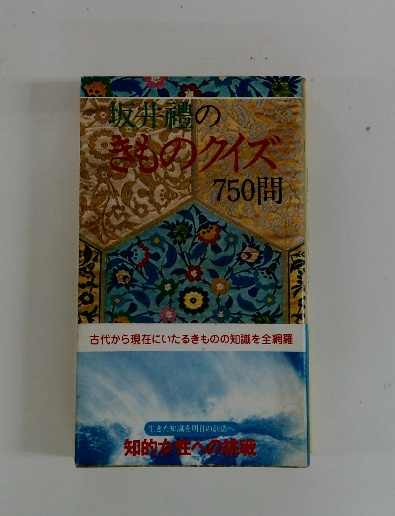 坂井禮の
きものクイズ
750問
古代から現在にいたるきものの知識を全網羅
生きた知識を明日の創造へ
知的女性への挑戦